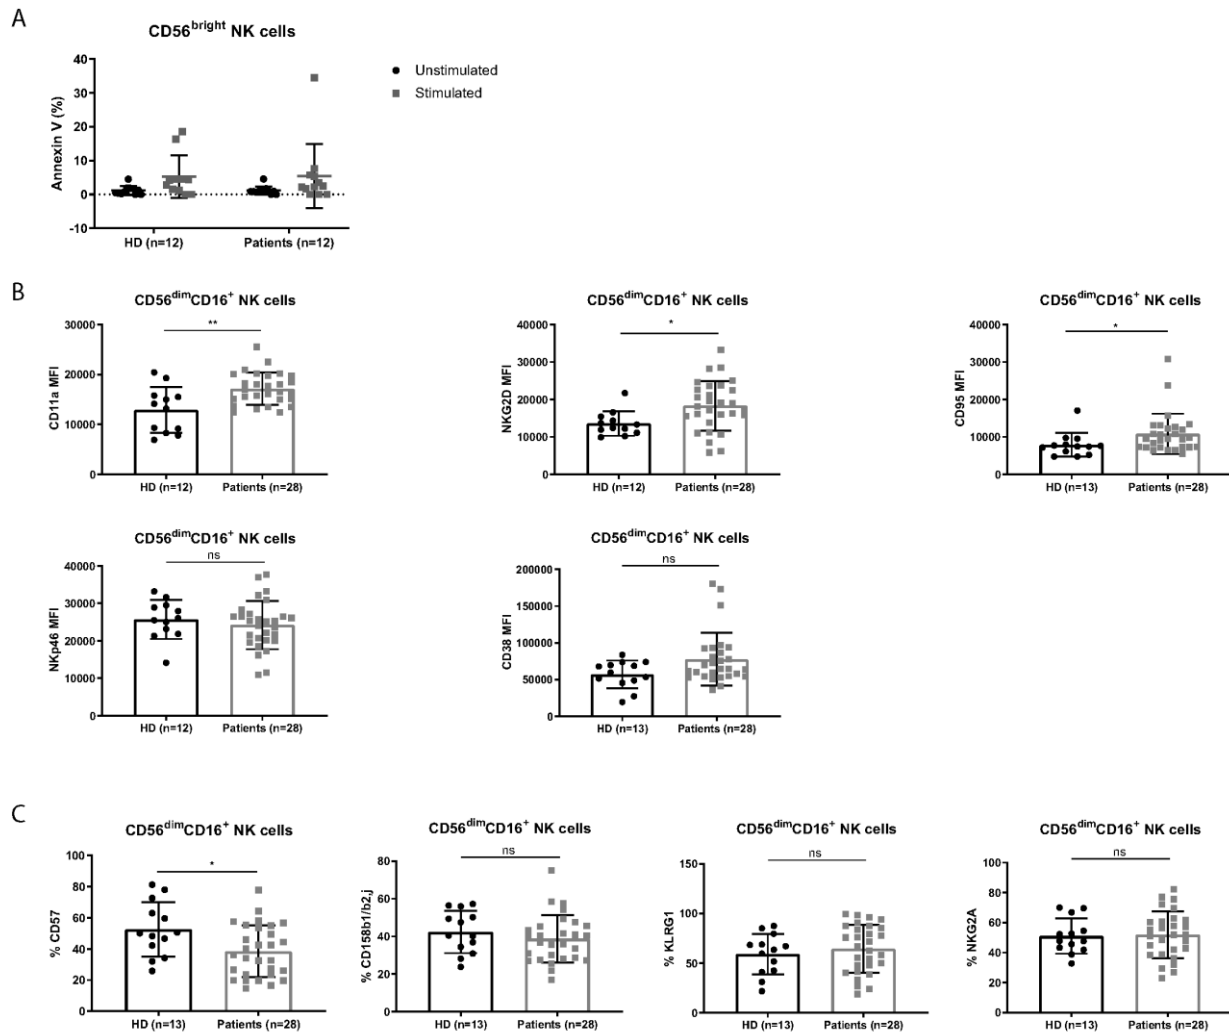 A
CD56bright NK cells
Annexin V (%)
40
30
20
10
0
-10
HD (n=12)
Patients (n=12)
Unstimulated
Stimulated
B
CD56dimCD16+ NK cells
**
CD11a MFI
30000
20000
10000
0
HD (n=12)
Patients (n=28)
CD56dimCD16+ NK cells
*
NKG2D MFI
40000
30000
20000
10000
0
HD (n=12)
Patients (n=28)
CD56dimCD16+ NK cells
*
CD95 MFI
40000
30000
20000
10000
0
HD (n=13)
Patients (n=28)
CD56dimCD16+ NK cells
ns
NKp46 MFI
40000
30000
20000
10000
0
HD (n=12)
Patients (n=28)
CD56dimCD16+ NK cells
ns
CD38 MFI
200000
150000
100000
50000
0
HD (n=13)
Patients (n=28)
C
CD56dimCD16+ NK cells
*
% CD57
100
80
60
40
20
0
HD (n=13)
Patients (n=28)
CD56dimCD16+ NK cells
ns
% CD158b1/b2,j
80
60
40
20
0
HD (n=13)
Patients (n=28)
CD56dimCD16+ NK cells
ns
% KLRG1
150
100
50
0
HD (n=13)
Patients (n=28)
CD56dimCD16+ NK cells
ns
% NKG2A
100
80
60
40
20
0
HD (n=13)
Patients (n=28)